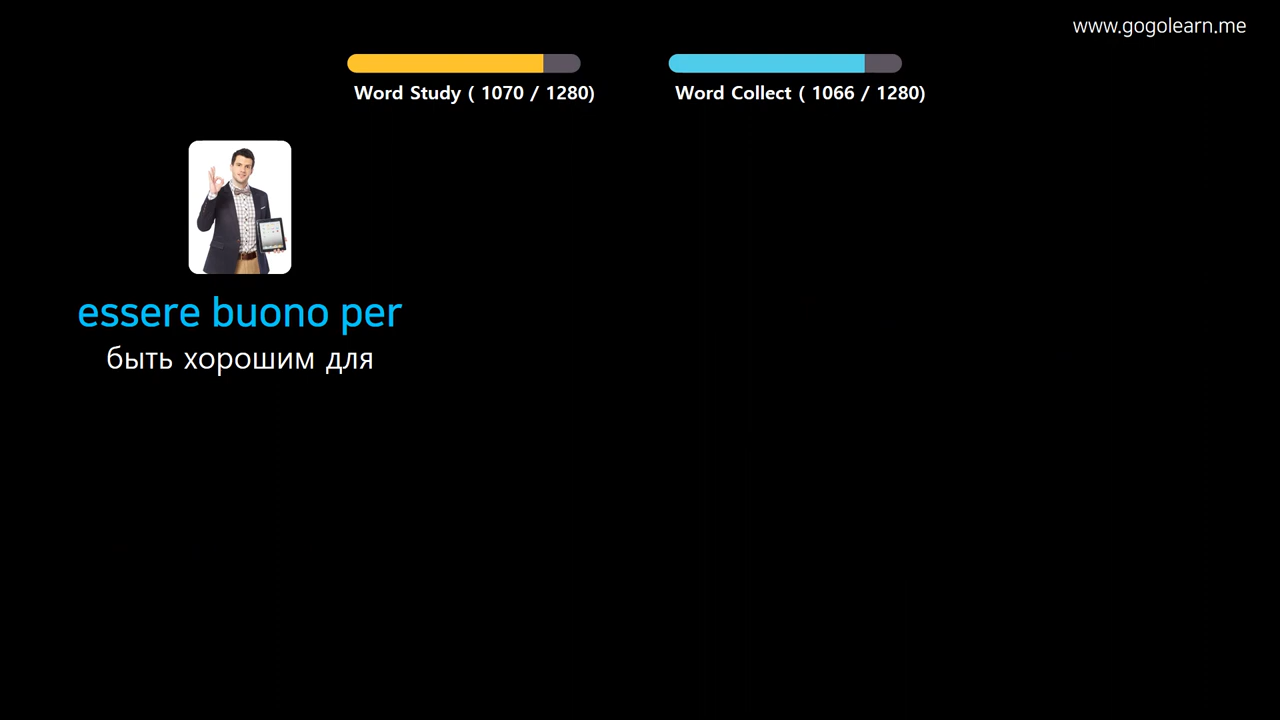 www.gogolearn.me
Word Study ( 1070 / 1280)
Word Collect ( 1066 / 1280)
essere buono per
быть хорошим для